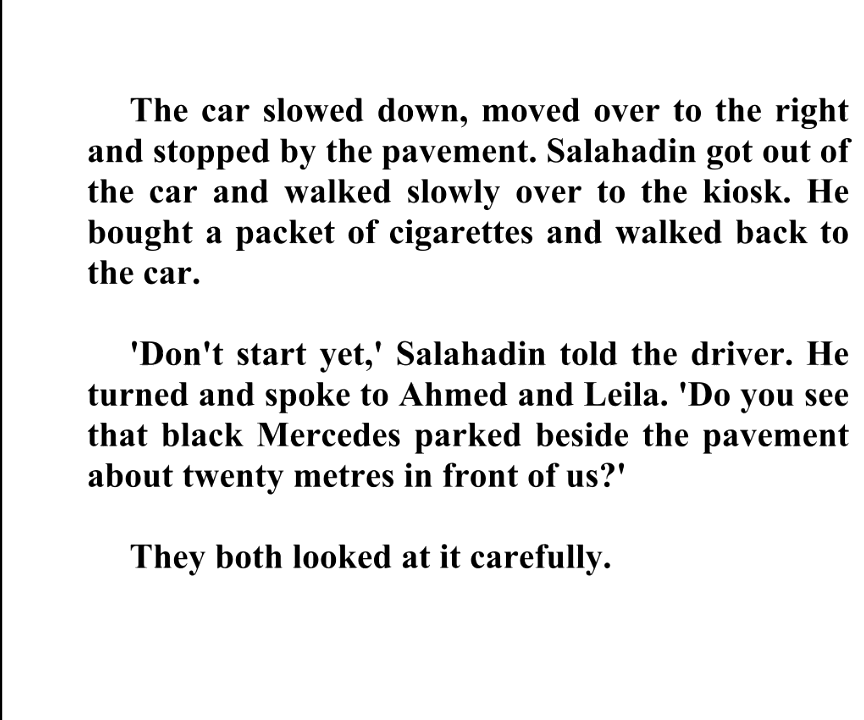 The car slowed down, moved over to the right
and stopped by the pavement. Salahadin got out of
the car and walked slowly over to the kiosk. He
bought a packet of cigarettes and walked back to
the car.
'Don't start yet,' Salahadin told the driver. He
turned and spoke to Ahmed and Leila. 'Do you see
that black Mercedes parked beside the pavement
about twenty metres in front of us?'
They both looked at it carefully.